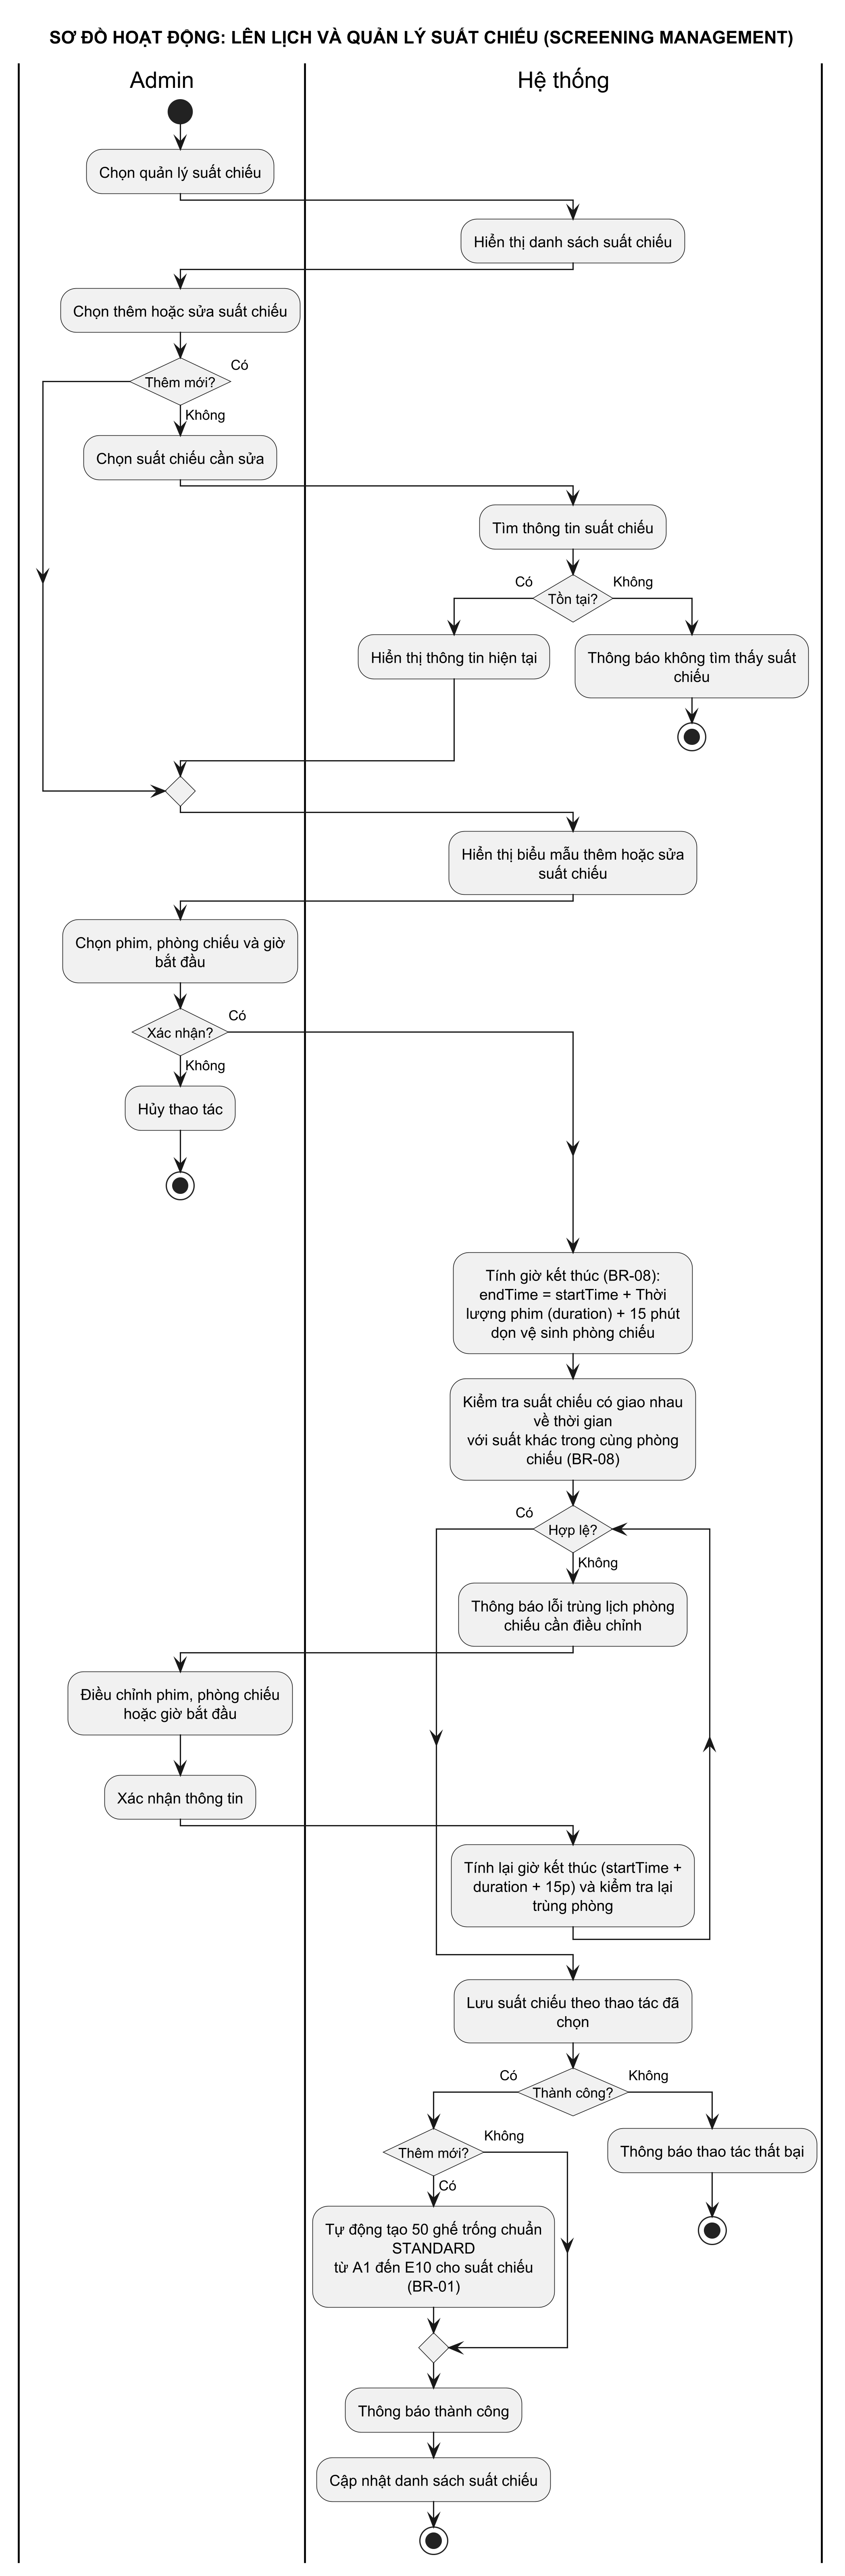 SƠ ĐỒ HOẠT ĐỘNG: LÊN LỊCH VÀ QUẢN LÝ SUẤT CHIẾU (SCREENING MANAGEMENT)
Admin
Hệ thống
Chọn quản lý suất chiếu
Hiển thị danh sách suất chiếu
Chọn thêm hoặc sửa suất chiếu
Thêm mới?
Có
Không
Chọn suất chiếu cần sửa
Tìm thông tin suất chiếu
Tồn tại?
Có
Không
Hiển thị thông tin hiện tại
Thông báo không tìm thấy suất
chiếu
Hiển thị biểu mẫu thêm hoặc sửa
suất chiếu
Chọn phim, phòng chiếu và giờ
bắt đầu
Xác nhận?
Có
Không
Hủy thao tác
Tính giờ kết thúc (BR-08):
endTime = startTime + Thời
lượng phim (duration) + 15 phút
dọn vệ sinh phòng chiếu
Kiểm tra suất chiếu có giao nhau
về thời gian
với suất khác trong cùng phòng
chiếu (BR-08)
Hợp lệ?
Có
Không
Thông báo lỗi trùng lịch phòng
chiếu cần điều chỉnh
Điều chỉnh phim, phòng chiếu
hoặc giờ bắt đầu
Xác nhận thông tin
Tính lại giờ kết thúc (startTime +
duration + 15p) và kiểm tra lại
trùng phòng
Lưu suất chiếu theo thao tác đã
chọn
Thành công?
Có
Không
Thêm mới?
Không
Có
Thông báo thao tác thất bại
Tự động tạo 50 ghế trống chuẩn
STANDARD
từ A1 đến E10 cho suất chiếu
(BR-01)
Thông báo thành công
Cập nhật danh sách suất chiếu